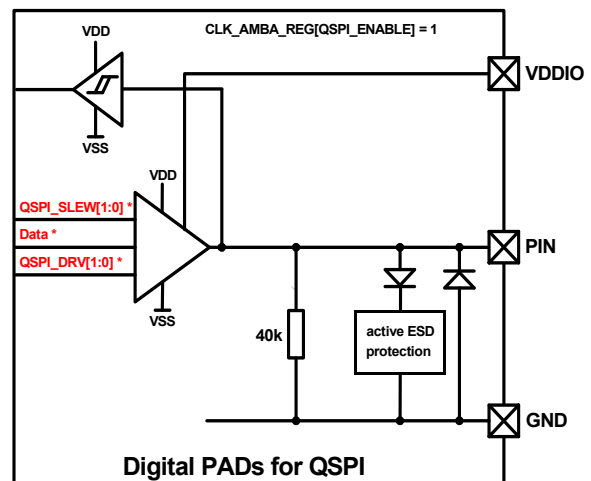 CLK_AMBA_REG[QSPI_ENABLE] = 1
VDD
VDDIO
VSS
VDD
QSPI_SLEW[1:0] *
Data *
QSPI_DRV[1:0] *
PIN
VSS
40k
active ESD
protection
GND
Digital PADs for QSPI